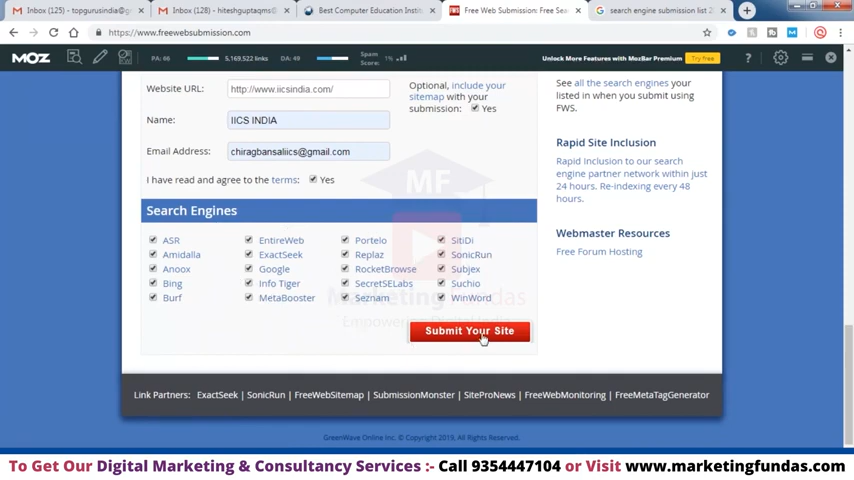 Inbox (125) - topgurusindia@gm
Inbox (128) - hiteshguptaqms@
Best Computer Education Instit
Free Web Submission: Free Sea
search engine submission list 2
https://www.freewebsubmission.com
MOZ
PA: 66
5,169,522 links
DA: 49
Spam Score: 1%
Unlock More Features with MozBar Premium
Try free
Website URL:
http://www.iicsindia.com/
Name:
IICS INDIA
Email Address:
chiragbansaliics@gmail.com
I have read and agree to the terms:
Yes
Optional, include your
sitemap with your
submission:
Yes
See all the search engines your
listed in when you submit using
FWS.
Rapid Site Inclusion
Rapid Inclusion to our search
engine partner network within just
24 hours. Re-indexing every 48
hours.
Webmaster Resources
Free Forum Hosting
Search Engines
ASR
EntireWeb
Portelo
SitiDi
Amidalla
ExactSeek
Replaz
SonicRun
Anoox
Google
RocketBrowse
Subjex
Bing
Info Tiger
SecretSELabs
Suchio
Burf
MetaBooster
Seznam
WinWord
MF
Marketing Fundas
Empowering Digital India
Submit Your Site
Link Partners: ExactSeek | SonicRun | FreeWebSitemap | SubmissionMonster | SiteProNews | FreeWebMonitoring | FreeMetaTagGenerator
GreenWave Online Inc. © Copyright 2019. All Rights Reserved.
To Get Our Digital Marketing & Consultancy Services :- Call 9354447104 or Visit www.marketingfundas.com